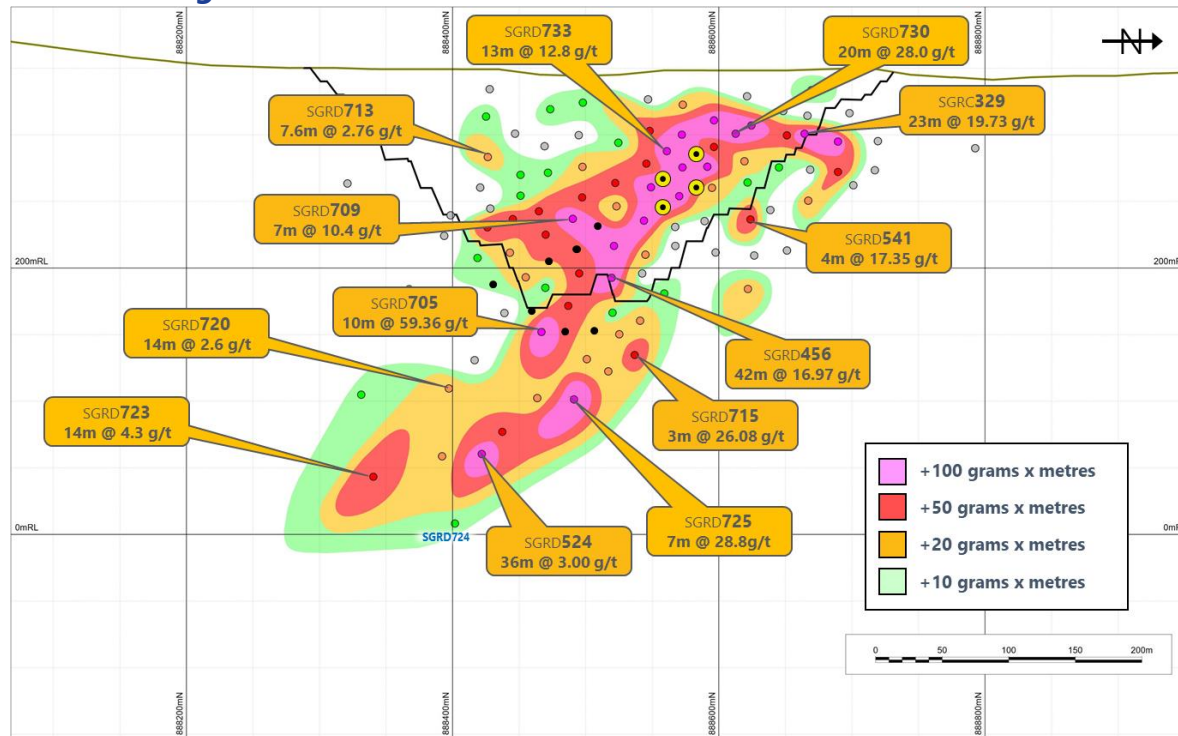 g
888200mN
888400mN
888600mN
888800mN
N
SGRD733
13m @ 12.8 g/t
SGRD730
20m @ 28.0 g/t
SGRD713
7.6m @ 2.76 g/t
SGRC329
23m @ 19.73 g/t
SGRD709
7m @ 10.4 g/t
SGRD541
4m @ 17.35 g/t
200mRL
200mRL
SGRD705
10m @ 59.36 g/t
SGRD720
14m @ 2.6 g/t
SGRD456
42m @ 16.97 g/t
SGRD723
14m @ 4.3 g/t
SGRD715
3m @ 26.08 g/t
+100 grams x metres
+50 grams x metres
+20 grams x metres
+10 grams x metres
0mRL
0mR
SGRD724
SGRD524
36m @ 3.00 g/t
SGRD725
7m @ 28.8g/t
0 50 100 150 200m
888200mN
888400mN
888600mN
888800mN